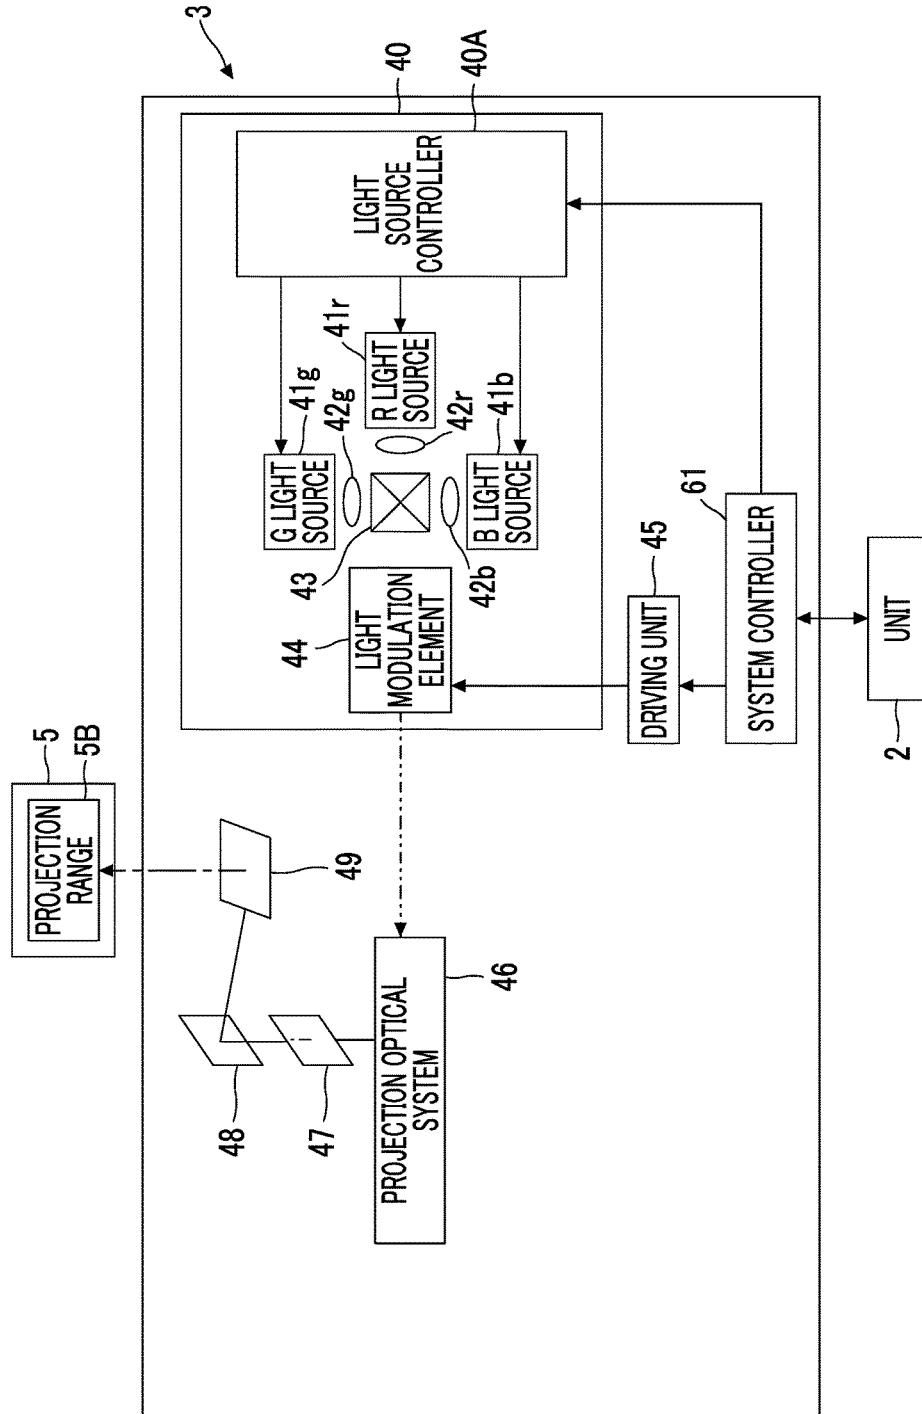 5
5B
PROJECTION
RANGE
3
40
40A
LIGHT
SOURCE
CONTROLLER
41g
42g
G LIGHT
SOURCE
41r
R LIGHT
SOURCE
42r
43
44
LIGHT
MODULATION
ELEMENT
42b
41b
B LIGHT
SOURCE
48
47
49
46
PROJECTION OPTICAL
SYSTEM
45
DRIVING UNIT
61
SYSTEM CONTROLLER
2
UNIT